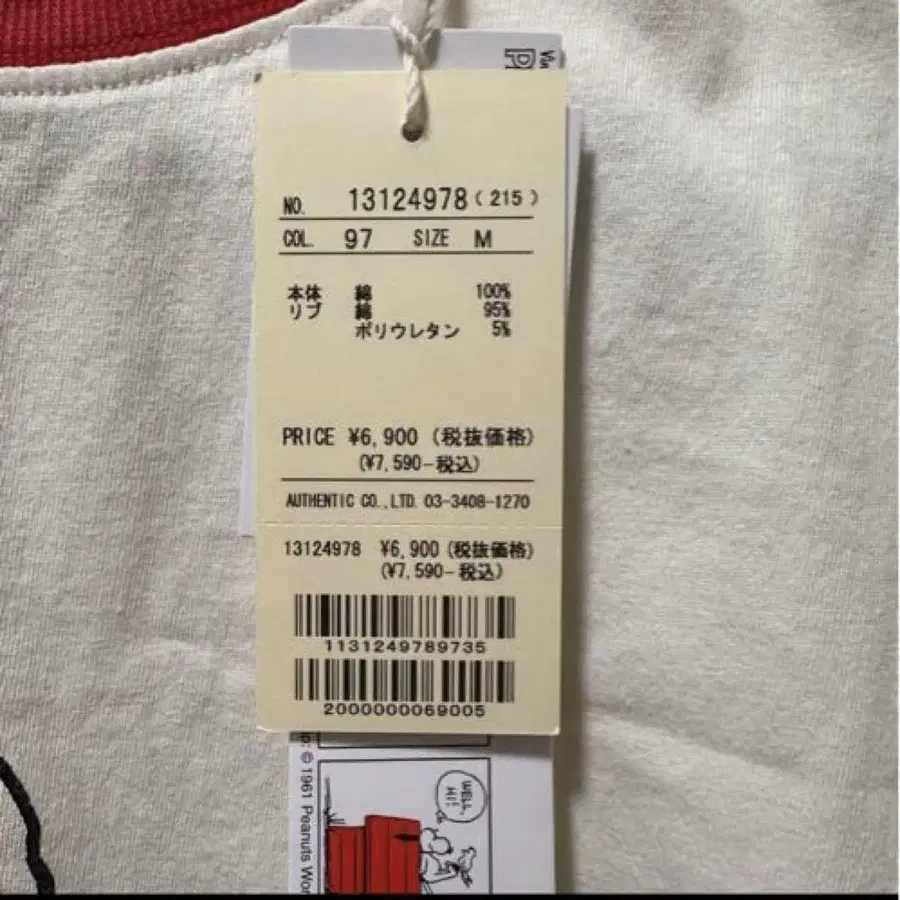 NO. 13124978 (215)
COL. 97 SIZE M
本体 綿 100%
リブ 綿 95%
ポリウレタン 5%
PRICE ¥6,900 (税抜価格)
(¥7,590-税込)
AUTHENTIC CO.,LTD. 03-3408-1270
13124978 ¥6,900 (税抜価格)
(¥7,590-税込)
1131249789735
2000000069005
© 1961 Peanuts
WELL, HI!